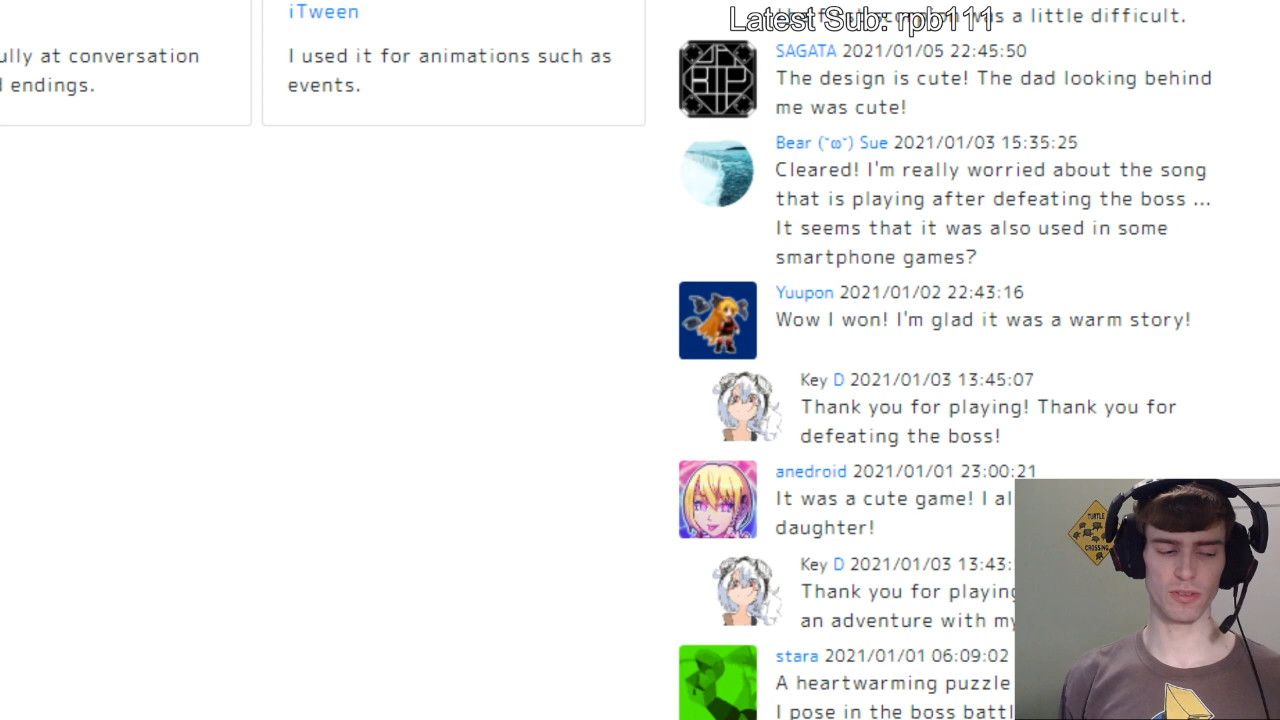 iTween
ully at conversation
d endings.
I used it for animations such as
events.
Latest Sub: rpb111
was a little difficult.
SAGATA 2021/01/05 22:45:50
The design is cute! The dad looking behind
me was cute!
Bear (˘ω˘) Sue 2021/01/03 15:35:25
Cleared! I'm really worried about the song
that is playing after defeating the boss ...
It seems that it was also used in some
smartphone games?
Yuupon 2021/01/02 22:43:16
Wow I won! I'm glad it was a warm story!
Key D 2021/01/03 13:45:07
Thank you for playing! Thank you for
defeating the boss!
anedroid 2021/01/01 23:00:21
It was a cute game! I al
daughter!
Key D 2021/01/03 13:43:
Thank you for playing
an adventure with my
stara 2021/01/01 06:09:02
A heartwarming puzzle
I pose in the boss battl
TURTLE
CROSSING